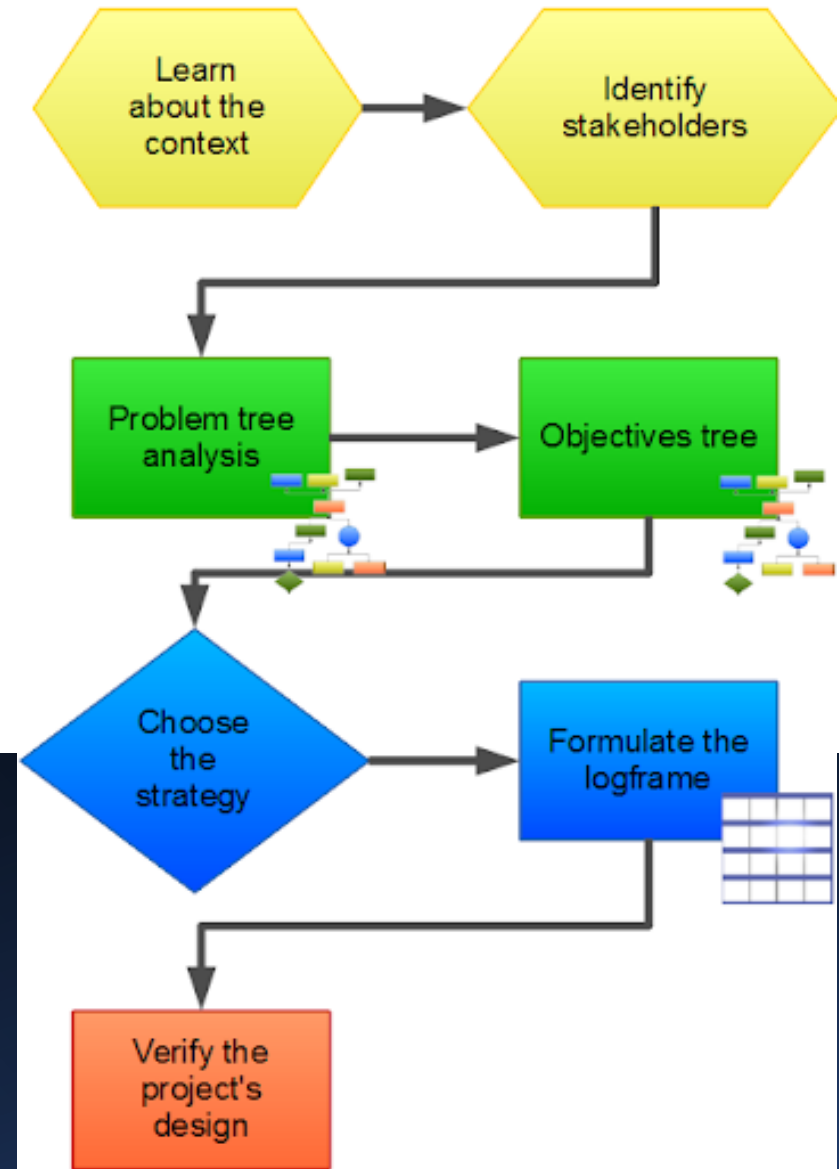 Learn
about the
context
Identify
stakeholders
Problem tree
analysis
Objectives tree
Choose
the
strategy
Formulate the
logframe
Verify the
project's
design